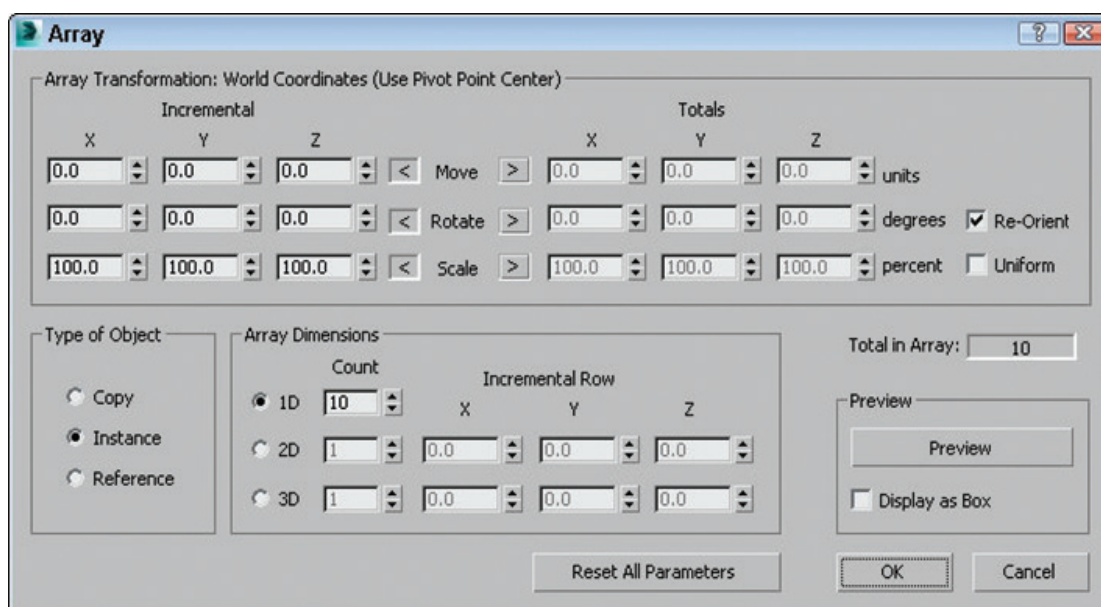 Array
Array Transformation: World Coordinates (Use Pivot Point Center)
Incremental Totals
X Y Z X Y Z
0.0 0.0 0.0 < Move > 0.0 0.0 0.0 units
0.0 0.0 0.0 < Rotate > 0.0 0.0 0.0 degrees Re-Orient
100.0 100.0 100.0 < Scale > 100.0 100.0 100.0 percent Uniform
Type of Object
Copy
Instance
Reference
Array Dimensions
Count
Incremental Row
X Y Z
1D 10
2D 1 0.0 0.0 0.0
3D 1 0.0 0.0 0.0
Total in Array: 10
Preview
Preview
Display as Box
Reset All Parameters OK Cancel